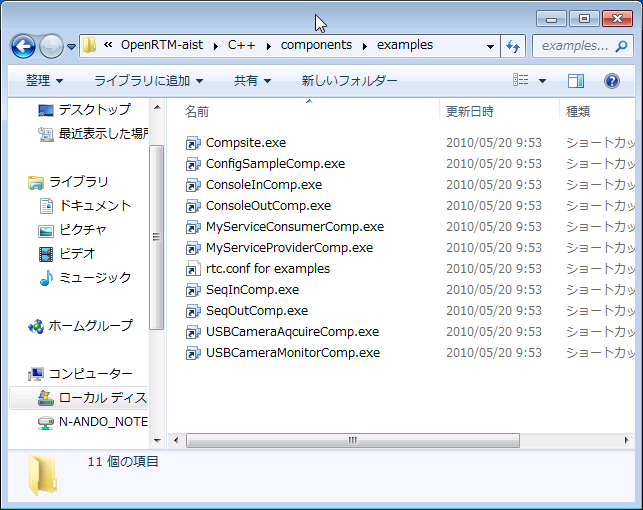 « OpenRTM-aist ▸ C++ ▸ components ▸ examples
examples...
整理 ライブラリに追加 共有 新しいフォルダー
名前 更新日時 種類
デスクトップ
最近表示した場所
ライブラリ
ドキュメント
ピクチャ
ビデオ
ミュージック
ホームグループ
コンピューター
ローカル ディス
N-ANDO_NOTE
Compsite.exe 2010/05/20 9:53 ショートカッ
ConfigSampleComp.exe 2010/05/20 9:53 ショートカッ
ConsoleInComp.exe 2010/05/20 9:53 ショートカッ
ConsoleOutComp.exe 2010/05/20 9:53 ショートカッ
MyServiceConsumerComp.exe 2010/05/20 9:53 ショートカッ
MyServiceProviderComp.exe 2010/05/20 9:53 ショートカッ
rtc.conf for examples 2010/05/20 9:53 ショートカッ
SeqInComp.exe 2010/05/20 9:53 ショートカッ
SeqOutComp.exe 2010/05/20 9:53 ショートカッ
USBCameraAqcuireComp.exe 2010/05/20 9:53 ショートカッ
USBCameraMonitorComp.exe 2010/05/20 9:53 ショートカッ
11 個の項目